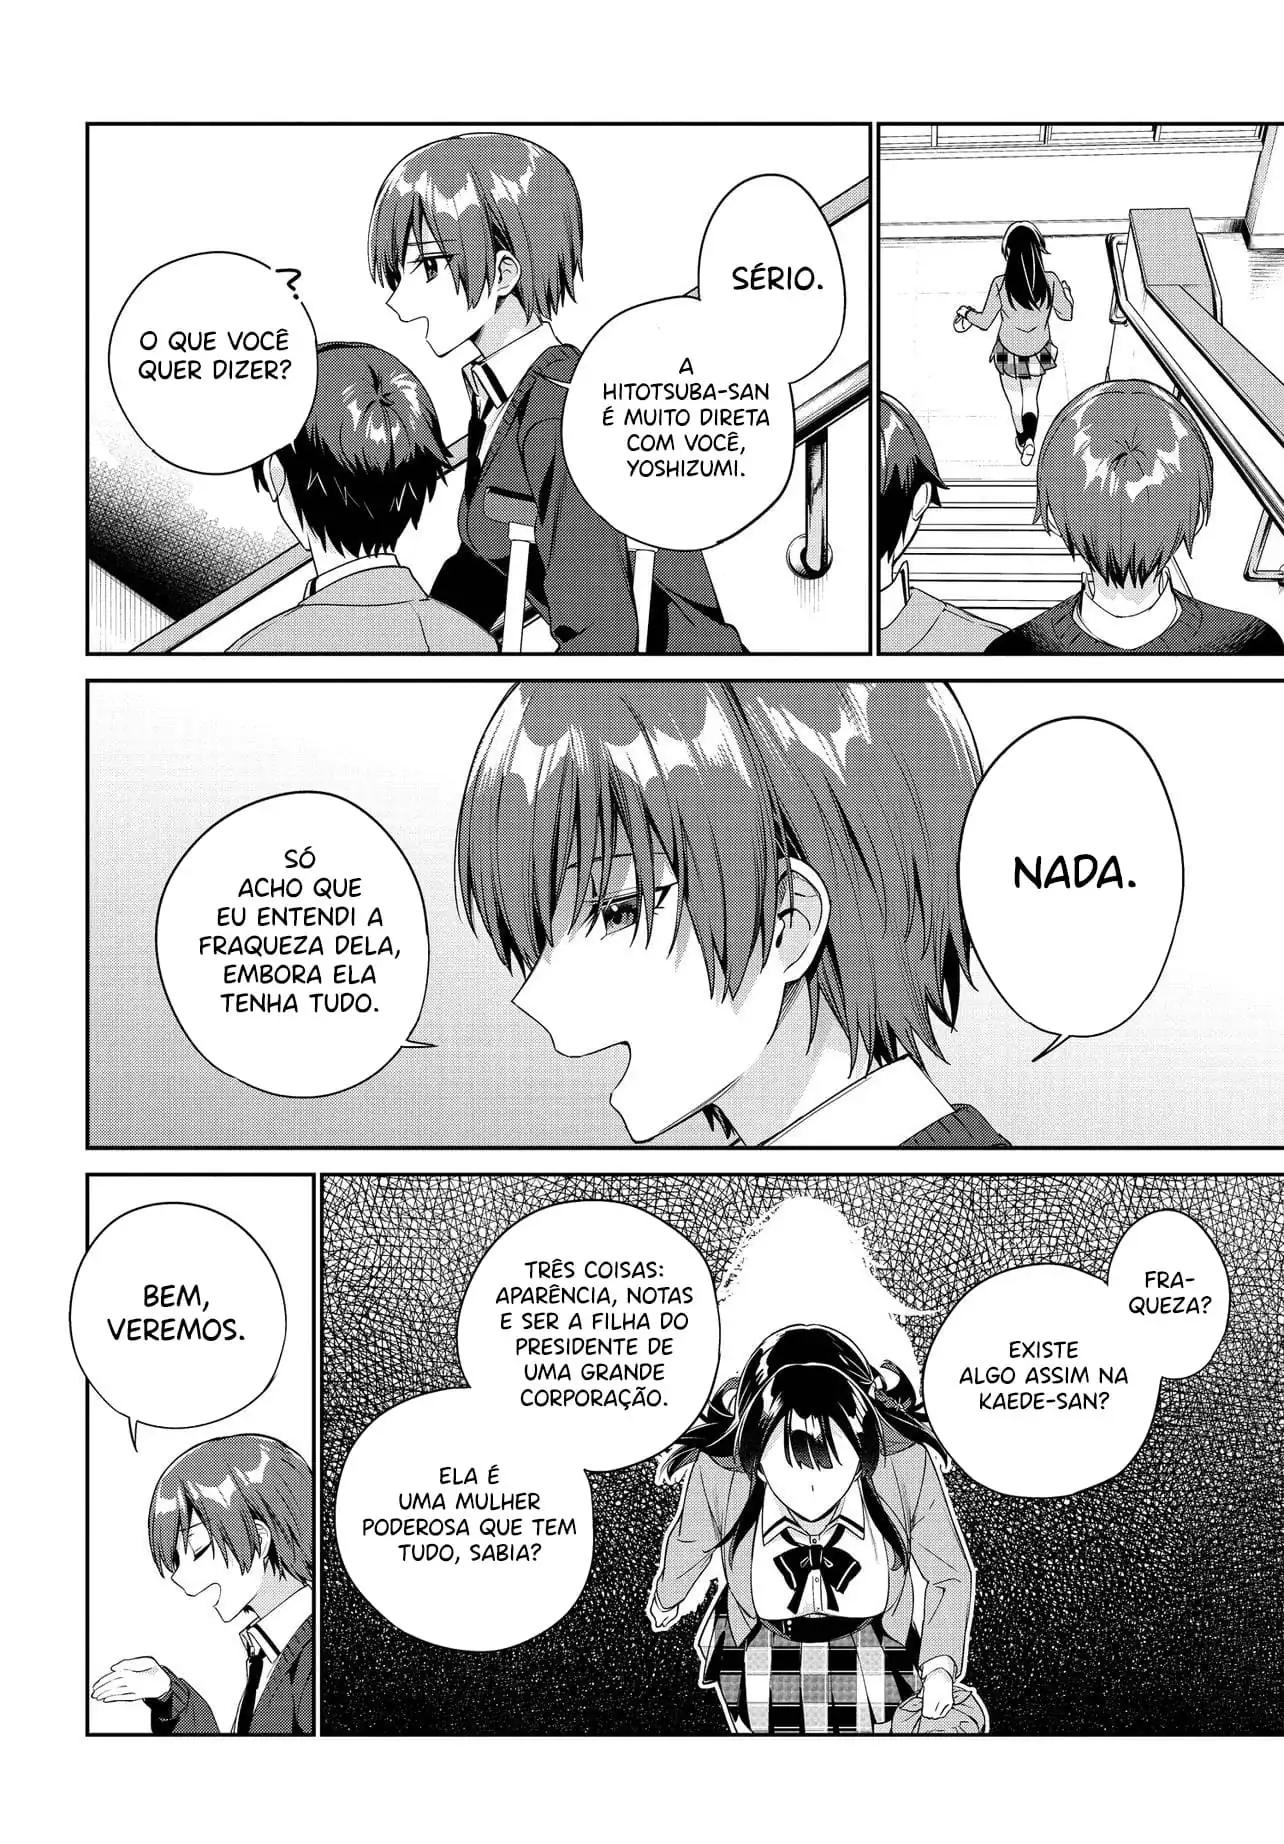 SÉRIO.
A
HITOTSUBA-SAN
É MUITO DIRETA
COM VOCÊ,
YOSHIZUMI.
?
O QUE VOCÊ
QUER DIZER?
NADA.
SÓ
ACHO QUE
EU ENTENDI A
FRAQUEZA DELA,
EMBORA ELA
TENHA TUDO.
FRA-
QUEZA?
EXISTE
ALGO ASSIM NA
KAEDE-SAN?
TRÊS COISAS:
APARÊNCIA, NOTAS
E SER A FILHA DO
PRESIDENTE DE
UMA GRANDE
CORPORAÇÃO.
ELA É
UMA MULHER
PODEROSA QUE TEM
TUDO, SABIA?
BEM,
VEREMOS.